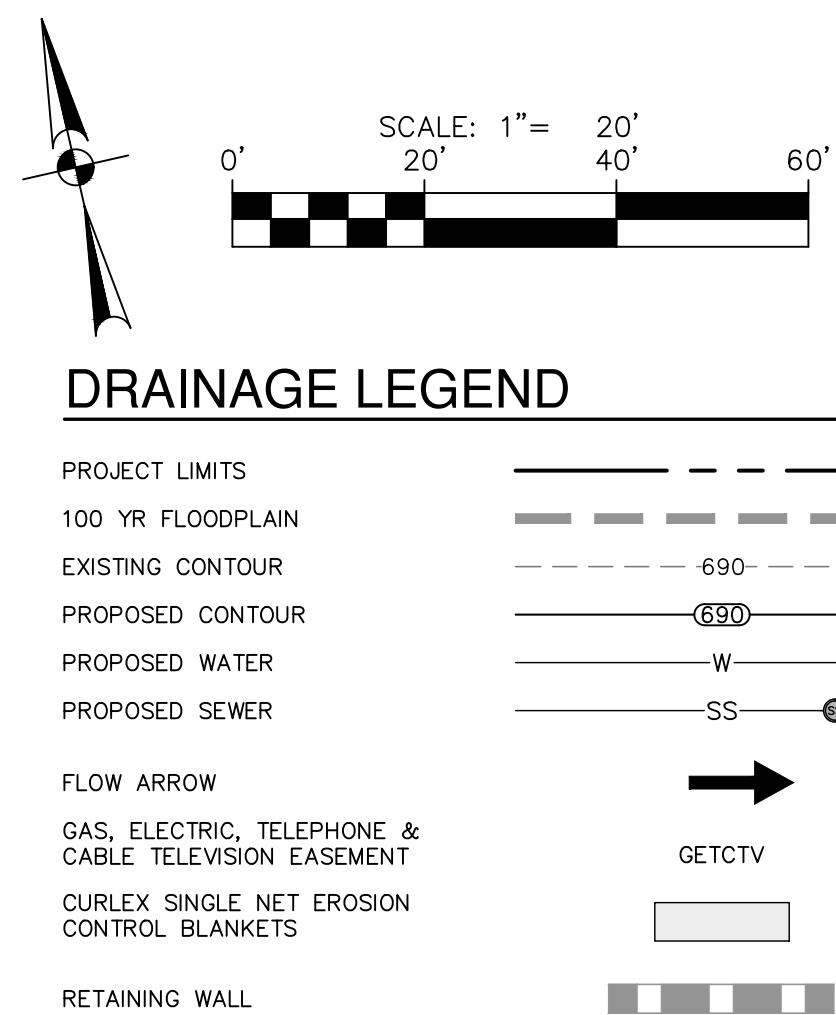 SCALE: 1"= 20'
0' 20' 40' 60'
DRAINAGE LEGEND
PROJECT LIMITS
100 YR FLOODPLAIN
EXISTING CONTOUR 690
PROPOSED CONTOUR 690
PROPOSED WATER W
PROPOSED SEWER SS
FLOW ARROW
GAS, ELECTRIC, TELEPHONE &
CABLE TELEVISION EASEMENT GETCTV
CURLEX SINGLE NET EROSION
CONTROL BLANKETS
RETAINING WALL